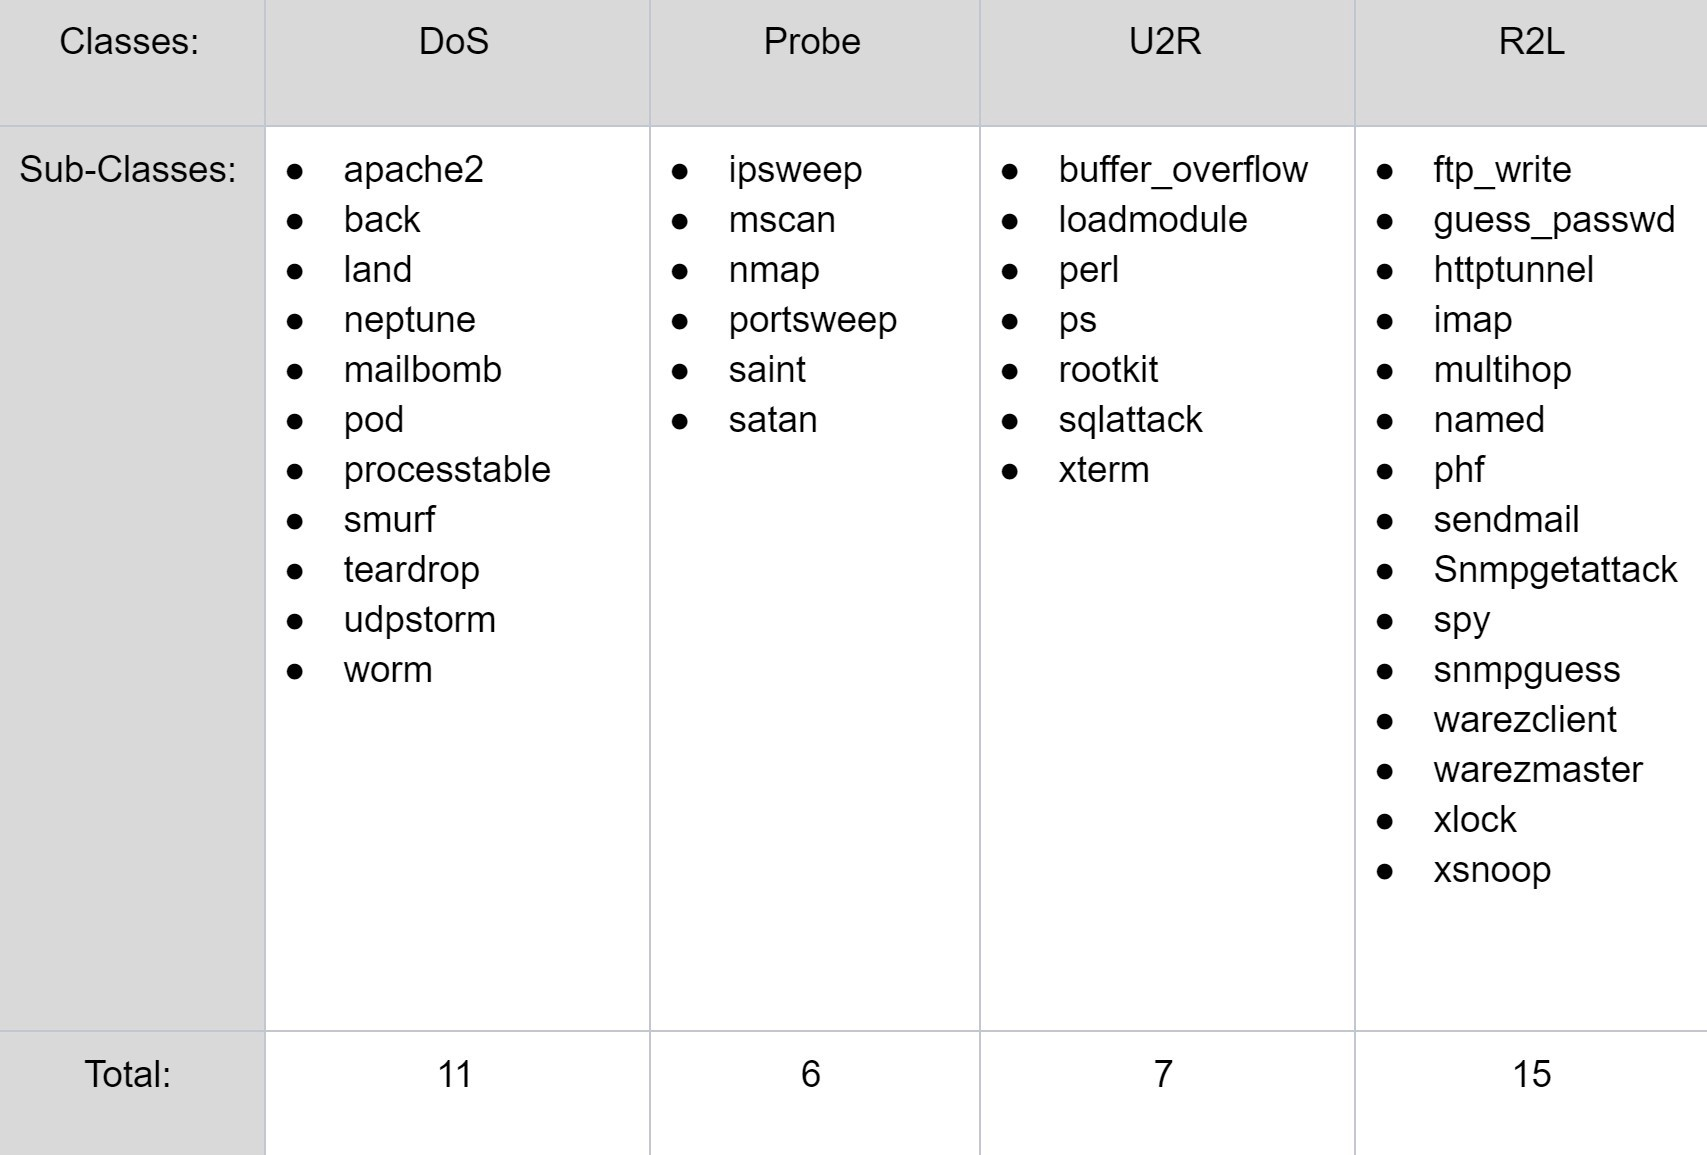 Classes: DoS Probe U2R R2L
Sub-Classes:
● apache2
● back
● land
● neptune
● mailbomb
● pod
● processtable
● smurf
● teardrop
● udpstorm
● worm
● ipsweep
● mscan
● nmap
● portsweep
● saint
● satan
● buffer_overflow
● loadmodule
● perl
● ps
● rootkit
● sqlattack
● xterm
● ftp_write
● guess_passwd
● httptunnel
● imap
● multihop
● named
● phf
● sendmail
● Snmpgetattack
● spy
● snmpguess
● warezclient
● warezmaster
● xlock
● xsnoop
Total: 11 6 7 15